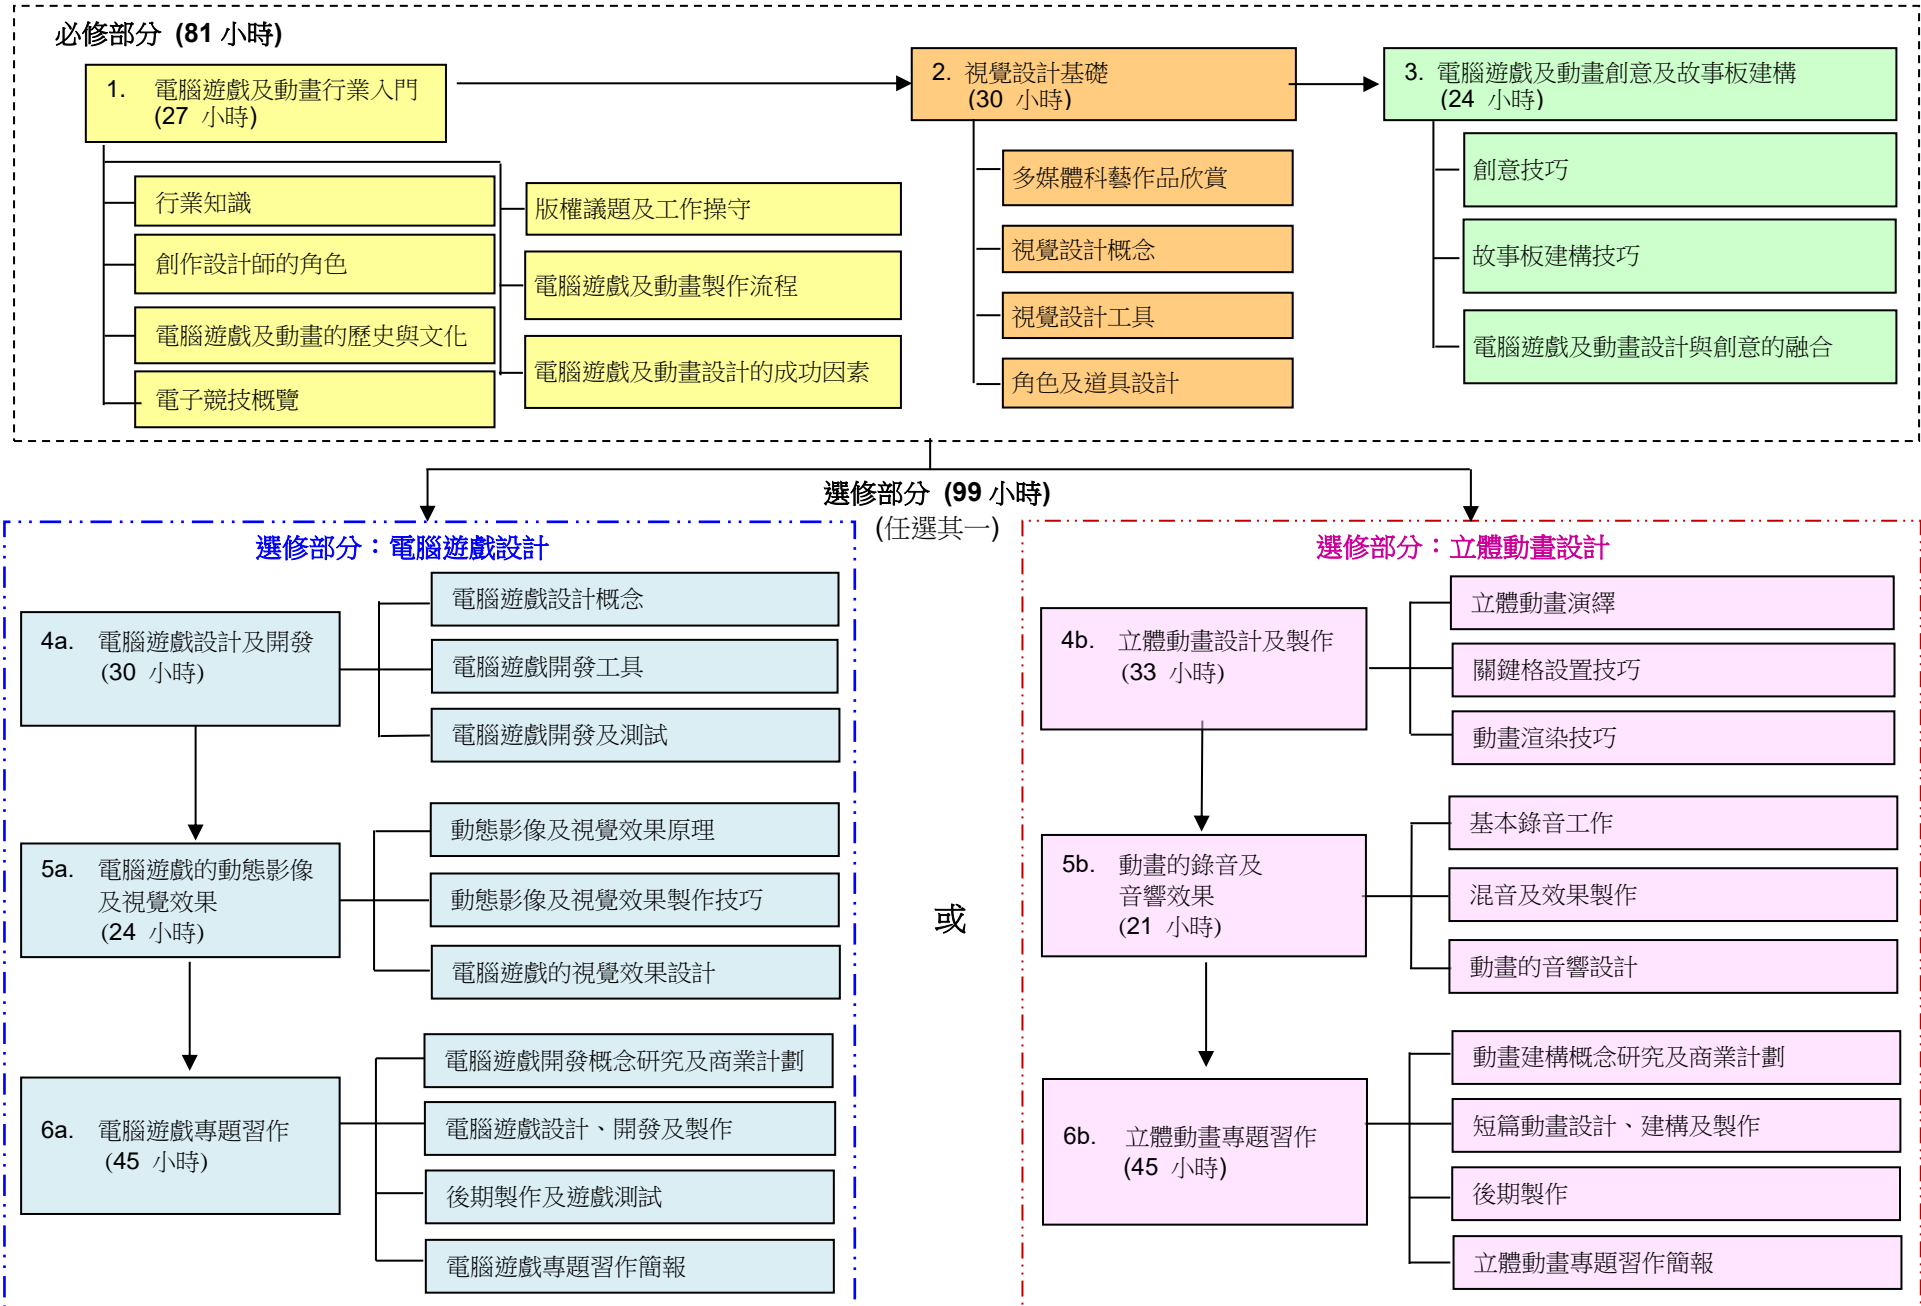 必修部分 (81 小時)
1. 電腦遊戲及動畫行業入門
(27 小時)
行業知識
創作設計師的角色
電腦遊戲及動畫的歷史與文化
電子競技概覽
版權議題及工作操守
電腦遊戲及動畫製作流程
電腦遊戲及動畫設計的成功因素
2. 視覺設計基礎
(30 小時)
多媒體科藝作品欣賞
視覺設計概念
視覺設計工具
角色及道具設計
3. 電腦遊戲及動畫創意及故事板建構
(24 小時)
創意技巧
故事板建構技巧
電腦遊戲及動畫設計與創意的融合
選修部分 (99 小時)
(任選其一)
選修部分：電腦遊戲設計
4a. 電腦遊戲設計及開發
(30 小時)
電腦遊戲設計概念
電腦遊戲開發工具
電腦遊戲開發及測試
5a. 電腦遊戲的動態影像
及視覺效果
(24 小時)
動態影像及視覺效果原理
動態影像及視覺效果製作技巧
電腦遊戲的視覺效果設計
6a. 電腦遊戲專題習作
(45 小時)
電腦遊戲開發概念研究及商業計劃
電腦遊戲設計、開發及製作
後期製作及遊戲測試
電腦遊戲專題習作簡報
或
選修部分：立體動畫設計
4b. 立體動畫設計及製作
(33 小時)
立體動畫演繹
關鍵格設置技巧
動畫渲染技巧
5b. 動畫的錄音及
音響效果
(21 小時)
基本錄音工作
混音及效果製作
動畫的音響設計
6b. 立體動畫專題習作
(45 小時)
動畫建構概念研究及商業計劃
短篇動畫設計、建構及製作
後期製作
立體動畫專題習作簡報